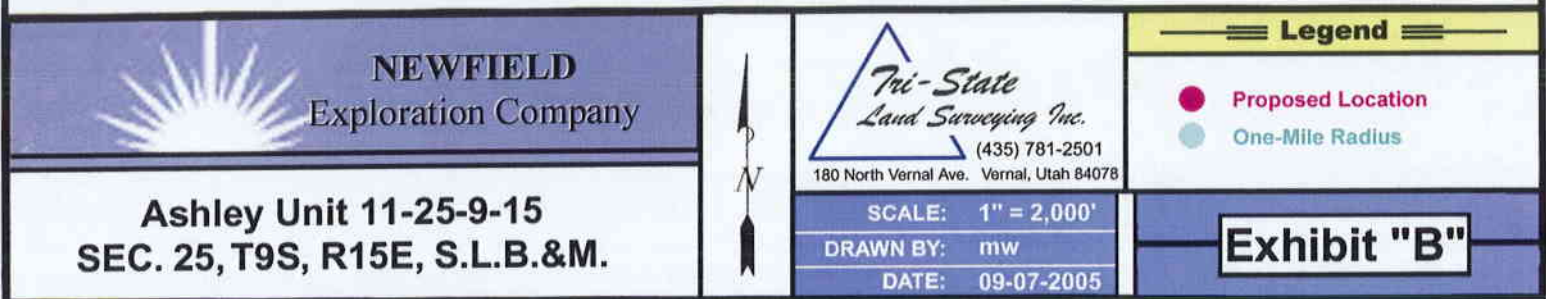 NEWFIELD
Exploration Company
Ashley Unit 11-25-9-15
SEC. 25, T9S, R15E, S.L.B.&M.
N
Tri-State
Land Surveying Inc.
(435) 781-2501
180 North Vernal Ave. Vernal, Utah 84078
SCALE: 1" = 2,000'
DRAWN BY: mw
DATE: 09-07-2005
Legend
Proposed Location
One-Mile Radius
Exhibit "B"